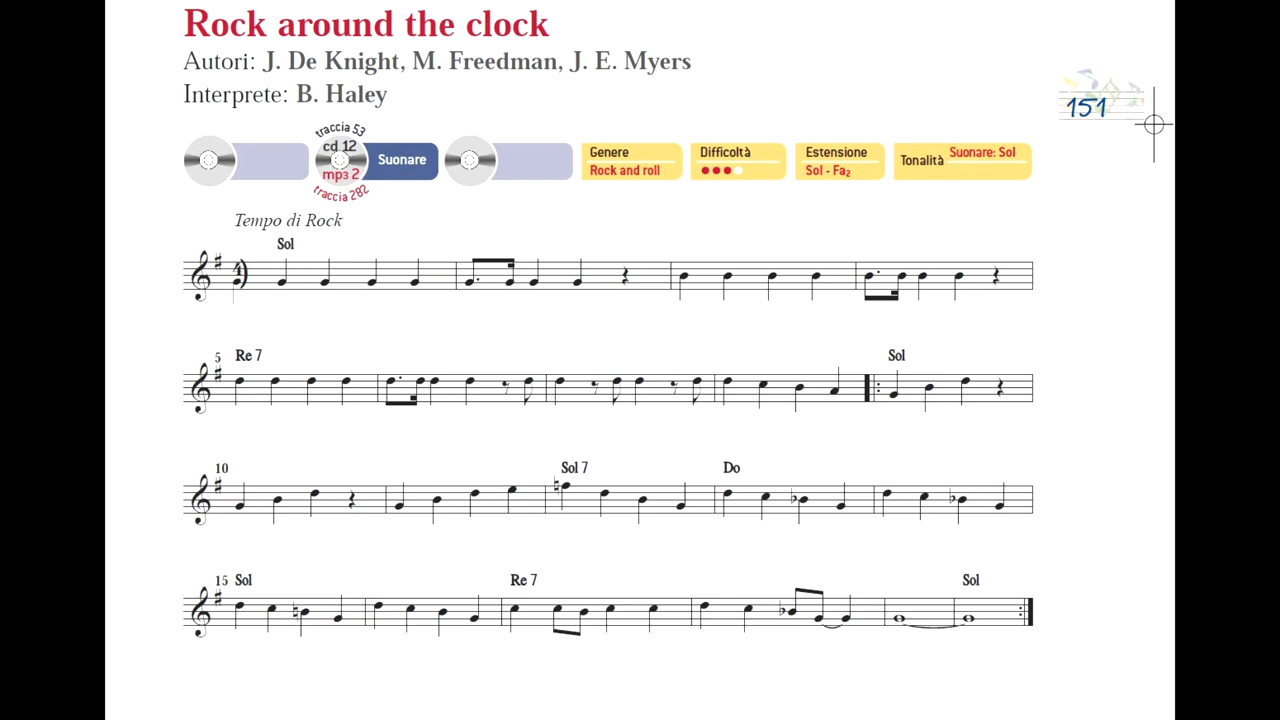 Rock around the clock
Autori: J. De Knight, M. Freedman, J. E. Myers
Interprete: B. Haley
151
traccia 53
cd 12
mp3 2
traccia 282
Suonare
Genere
Rock and roll
Difficoltà
Estensione
Sol - Fa₂
Tonalità
Suonare: Sol
Tempo di Rock
Sol
4
5 Re 7 Sol
10 Sol 7 Do
15 Sol Re 7 Sol